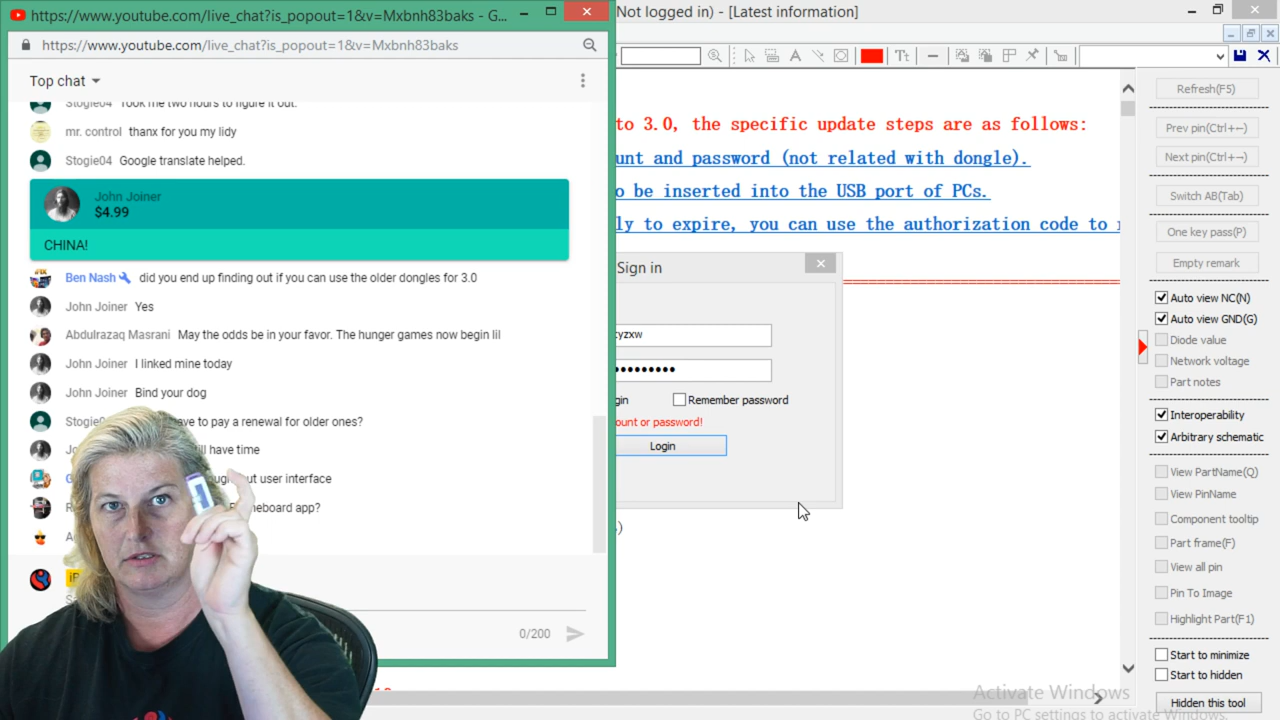 https://www.youtube.com/live_chat?is_popout=1&v=Mxbnh83baks - G...
https://www.youtube.com/live_chat?is_popout=1&v=Mxbnh83baks
Top chat
Stogie04 Took me two hours to figure it out.
mr. control thanx for you my lidy
Stogie04 Google translate helped.
John Joiner
$4.99
CHINA!
Ben Nash did you end up finding out if you can use the older dongles for 3.0
John Joiner Yes
Abdulrazaq Masrani May the odds be in your favor. The hunger games now begin lil
John Joiner I linked mine today
John Joiner Bind your dog
ave to pay a renewal for older ones?
ill have time
ut user interface
neboard app?
0/200
Not logged in) - [Latest information]
Tt
to 3.0, the specific update steps are as follows:
unt and password (not related with dongle).
o be inserted into the USB port of PCs.
ly to expire, you can use the authorization code to
Sign in
tyzxw
gin
Remember password
ount or password!
Login
Refresh(F5)
Prev pin(Ctrl+←)
Next pin(Ctrl+→)
Switch AB(Tab)
One key pass(P)
Empty remark
Auto view NC(N)
Auto view GND(G)
Diode value
Network voltage
Part notes
Interoperability
Arbitrary schematic
View PartName(Q)
View PinName
Component tooltip
Part frame(F)
View all pin
Pin To Image
Highlight Part(F1)
Start to minimize
Start to hidden
Hidden this tool
Activate Windows
Go to PC settings to activate Windows.